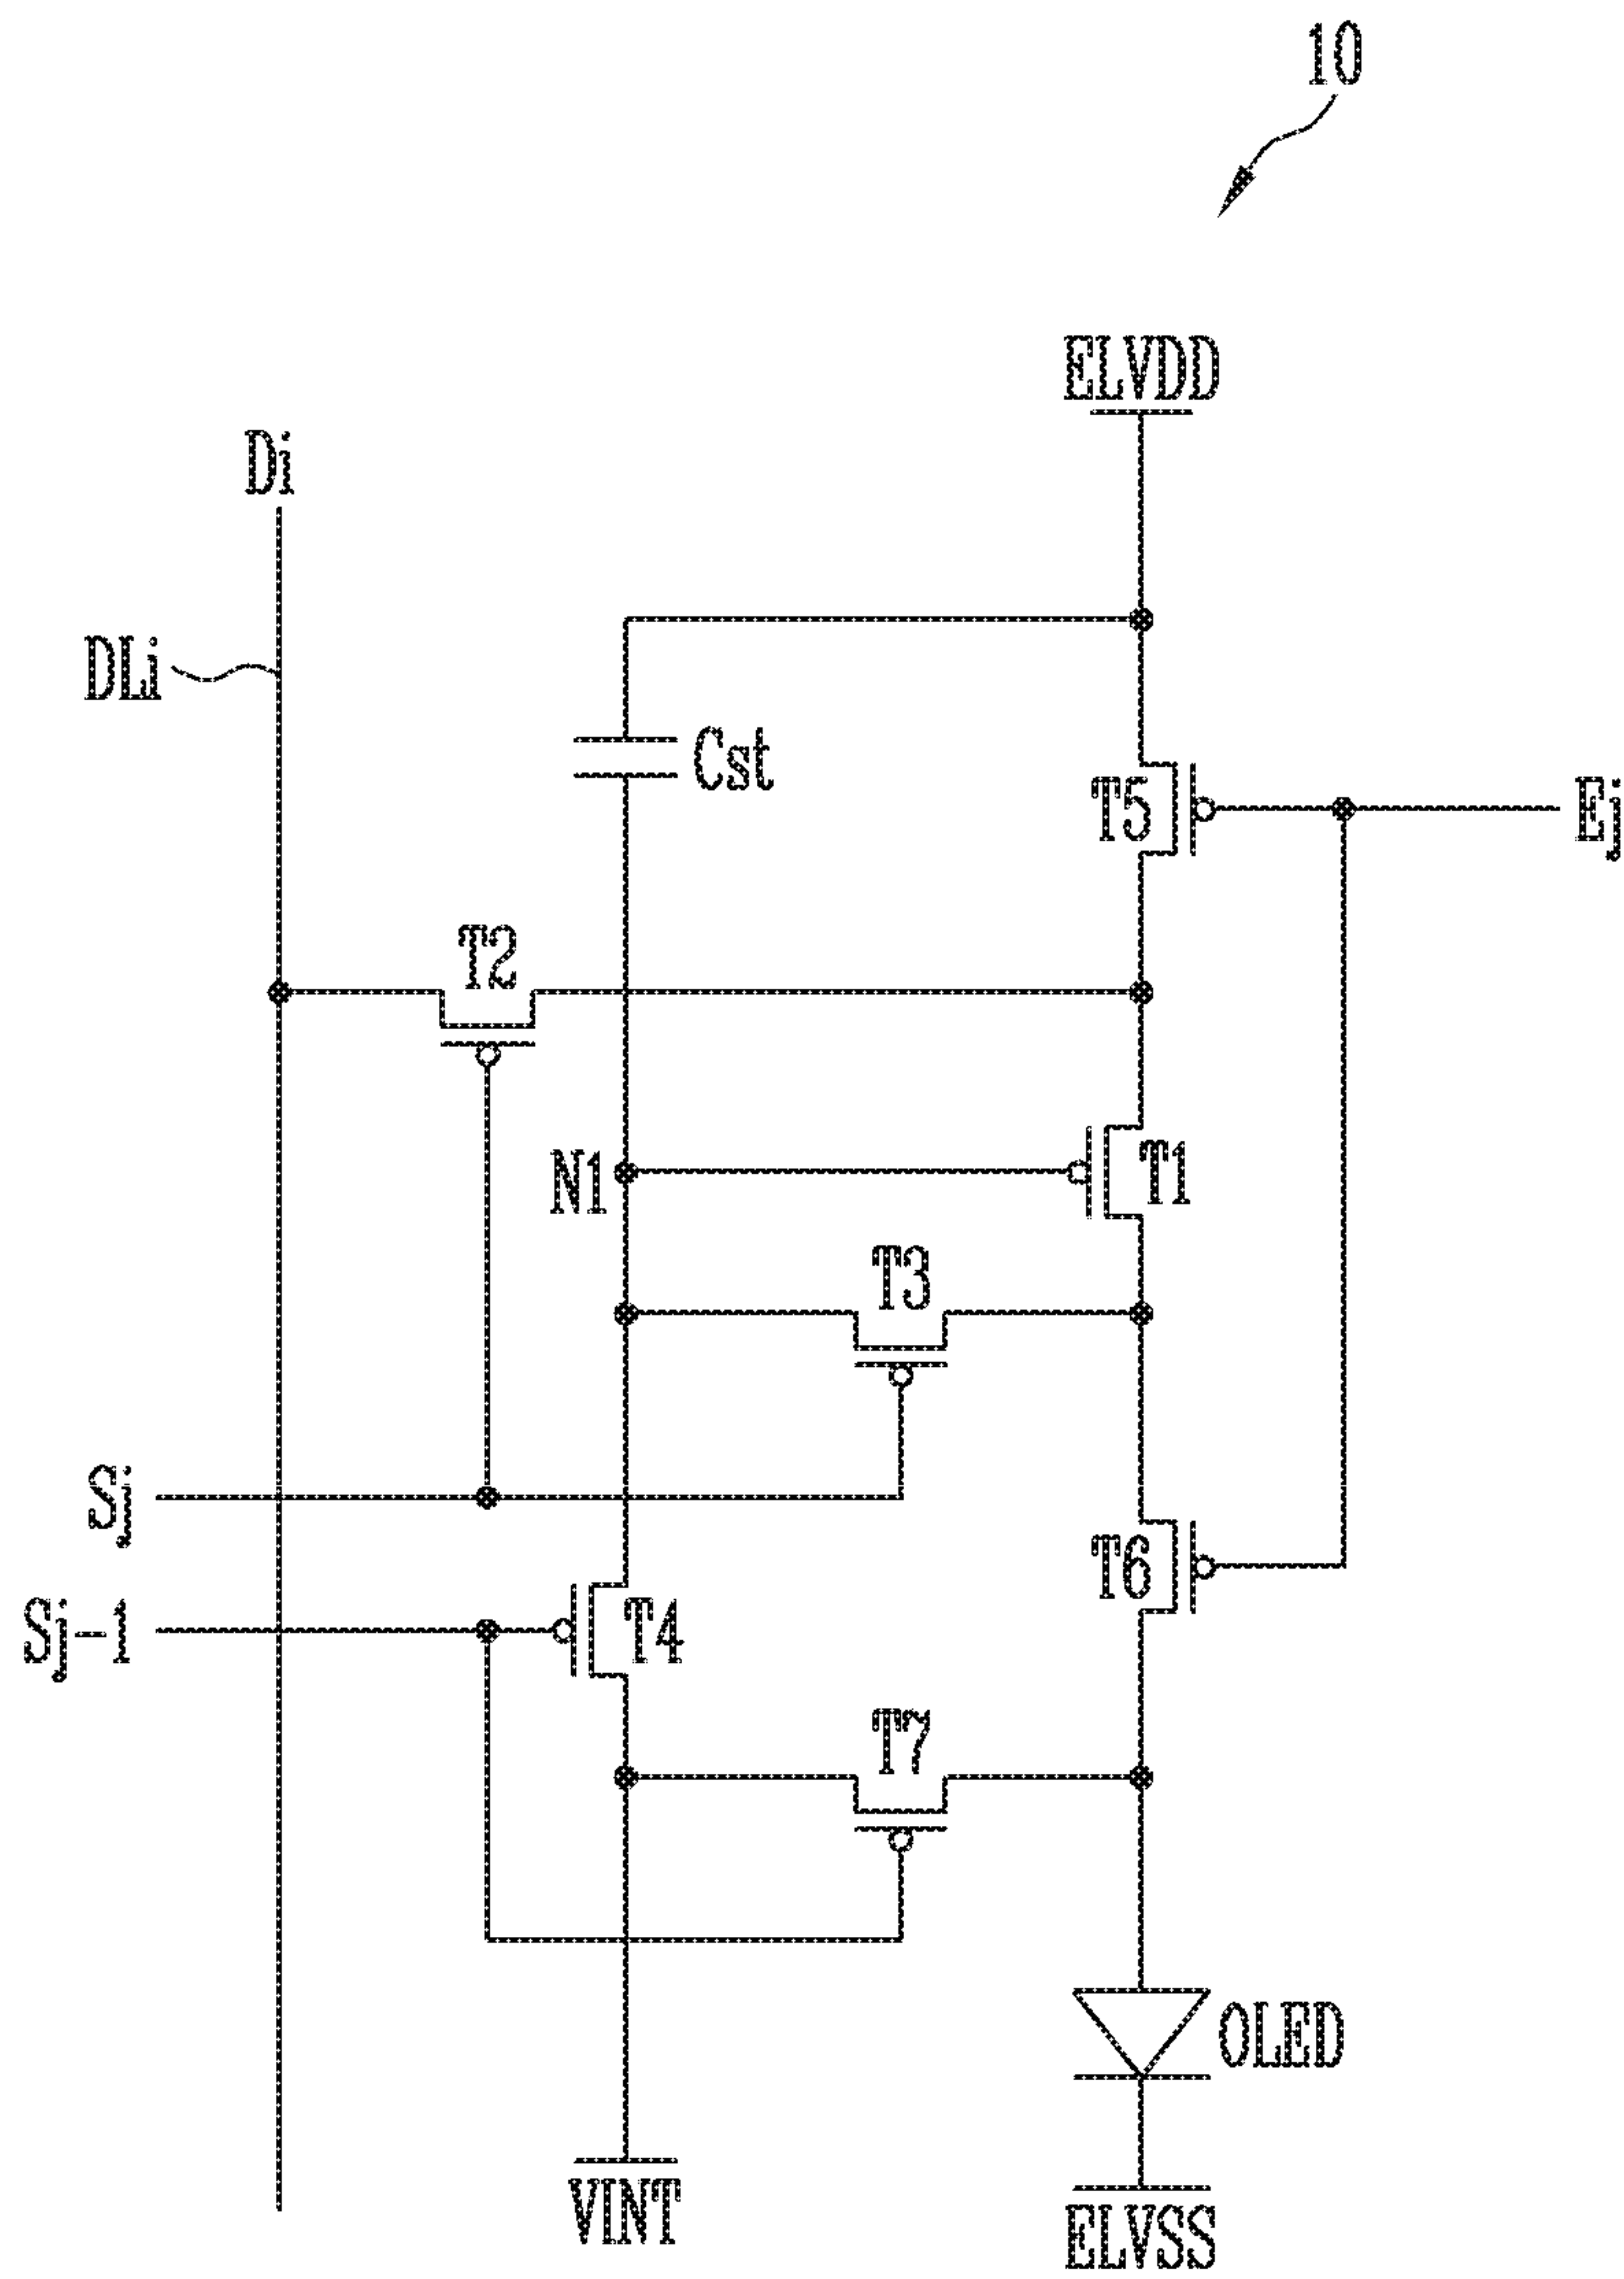 10
ELVDD
Di
DLi
Cst
T5
Ej
T2
N1
T1
T3
Sj
T6
Sj-1
T4
T7
OLED
VINT
ELVSS